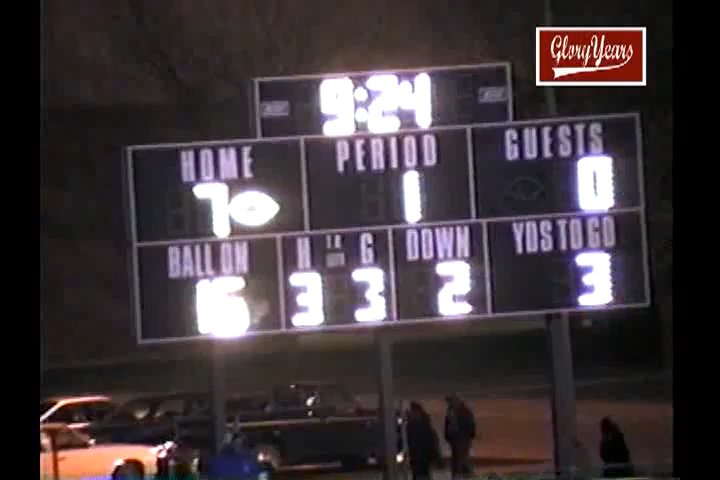 GloryYears
9:24
HOME PERIOD GUESTS
7 1 0
BALL ON H G DOWN YDS TO GO
16 3 3 2 3